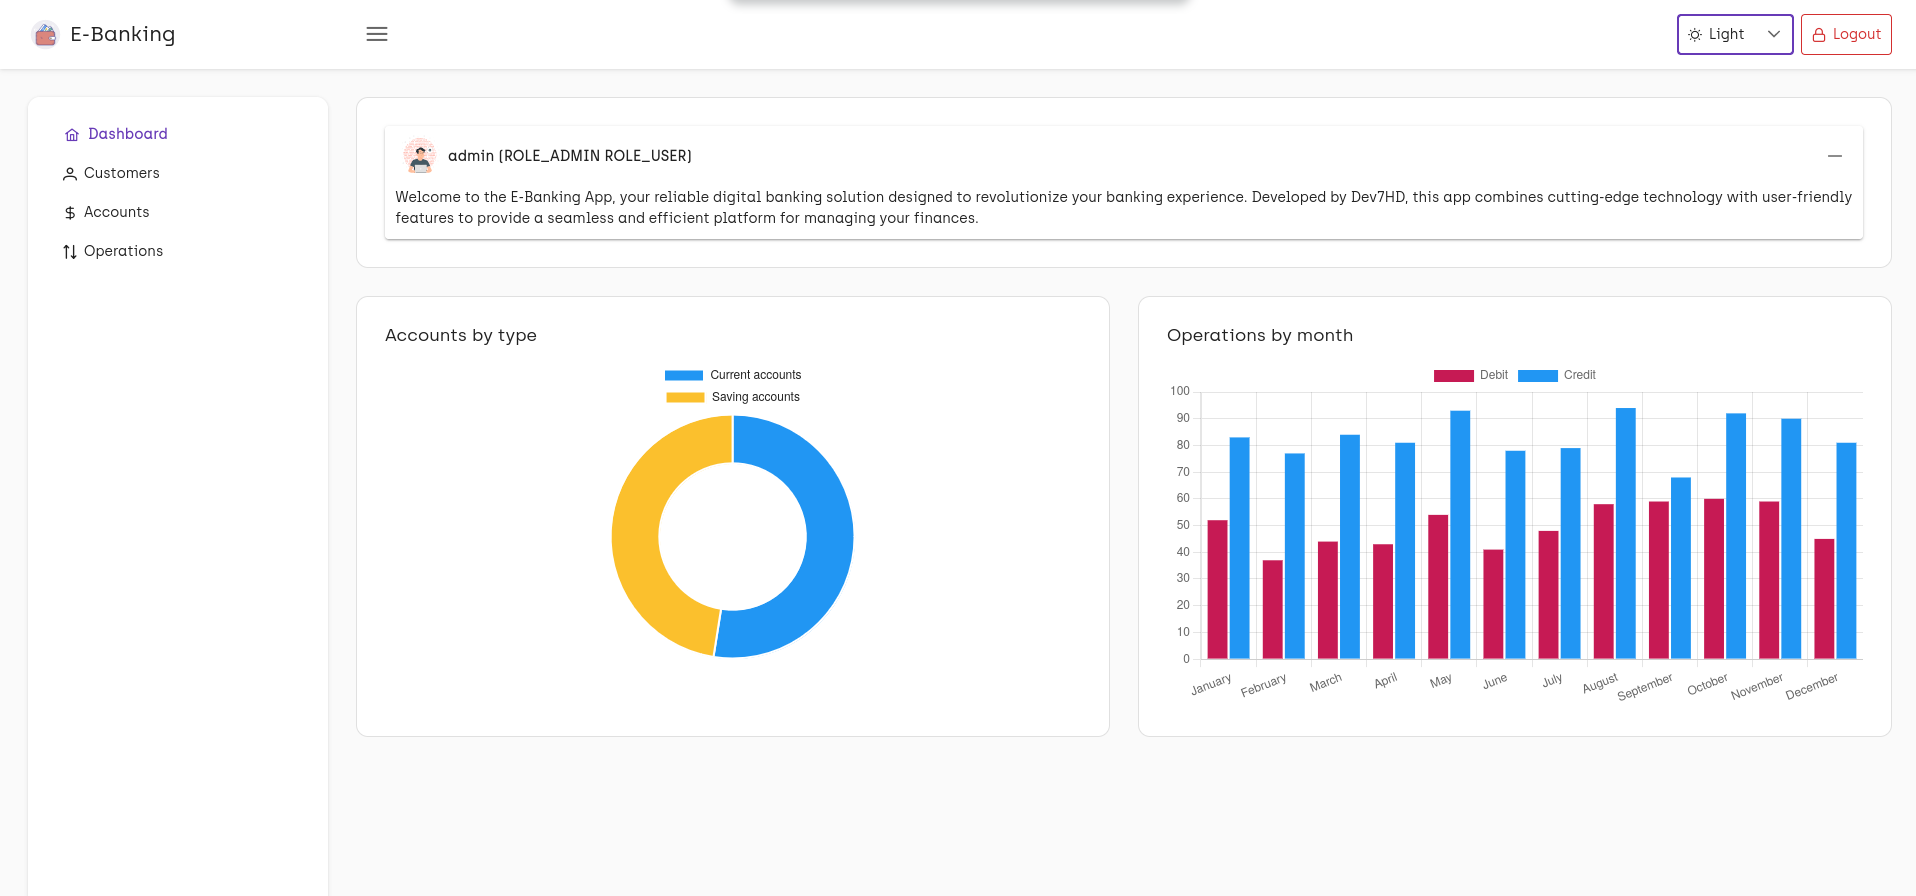 E-Banking
Light
Logout
Dashboard
Customers
Accounts
Operations
admin (ROLE_ADMIN ROLE_USER)
Welcome to the E-Banking App, your reliable digital banking solution designed to revolutionize your banking experience. Developed by Dev7HD, this app combines cutting-edge technology with user-friendly
features to provide a seamless and efficient platform for managing your finances.
Accounts by type
Current accounts
Saving accounts
Operations by month
Debit Credit
100
90
80
70
60
50
40
30
20
10
0
January February March April May June July August September October November December